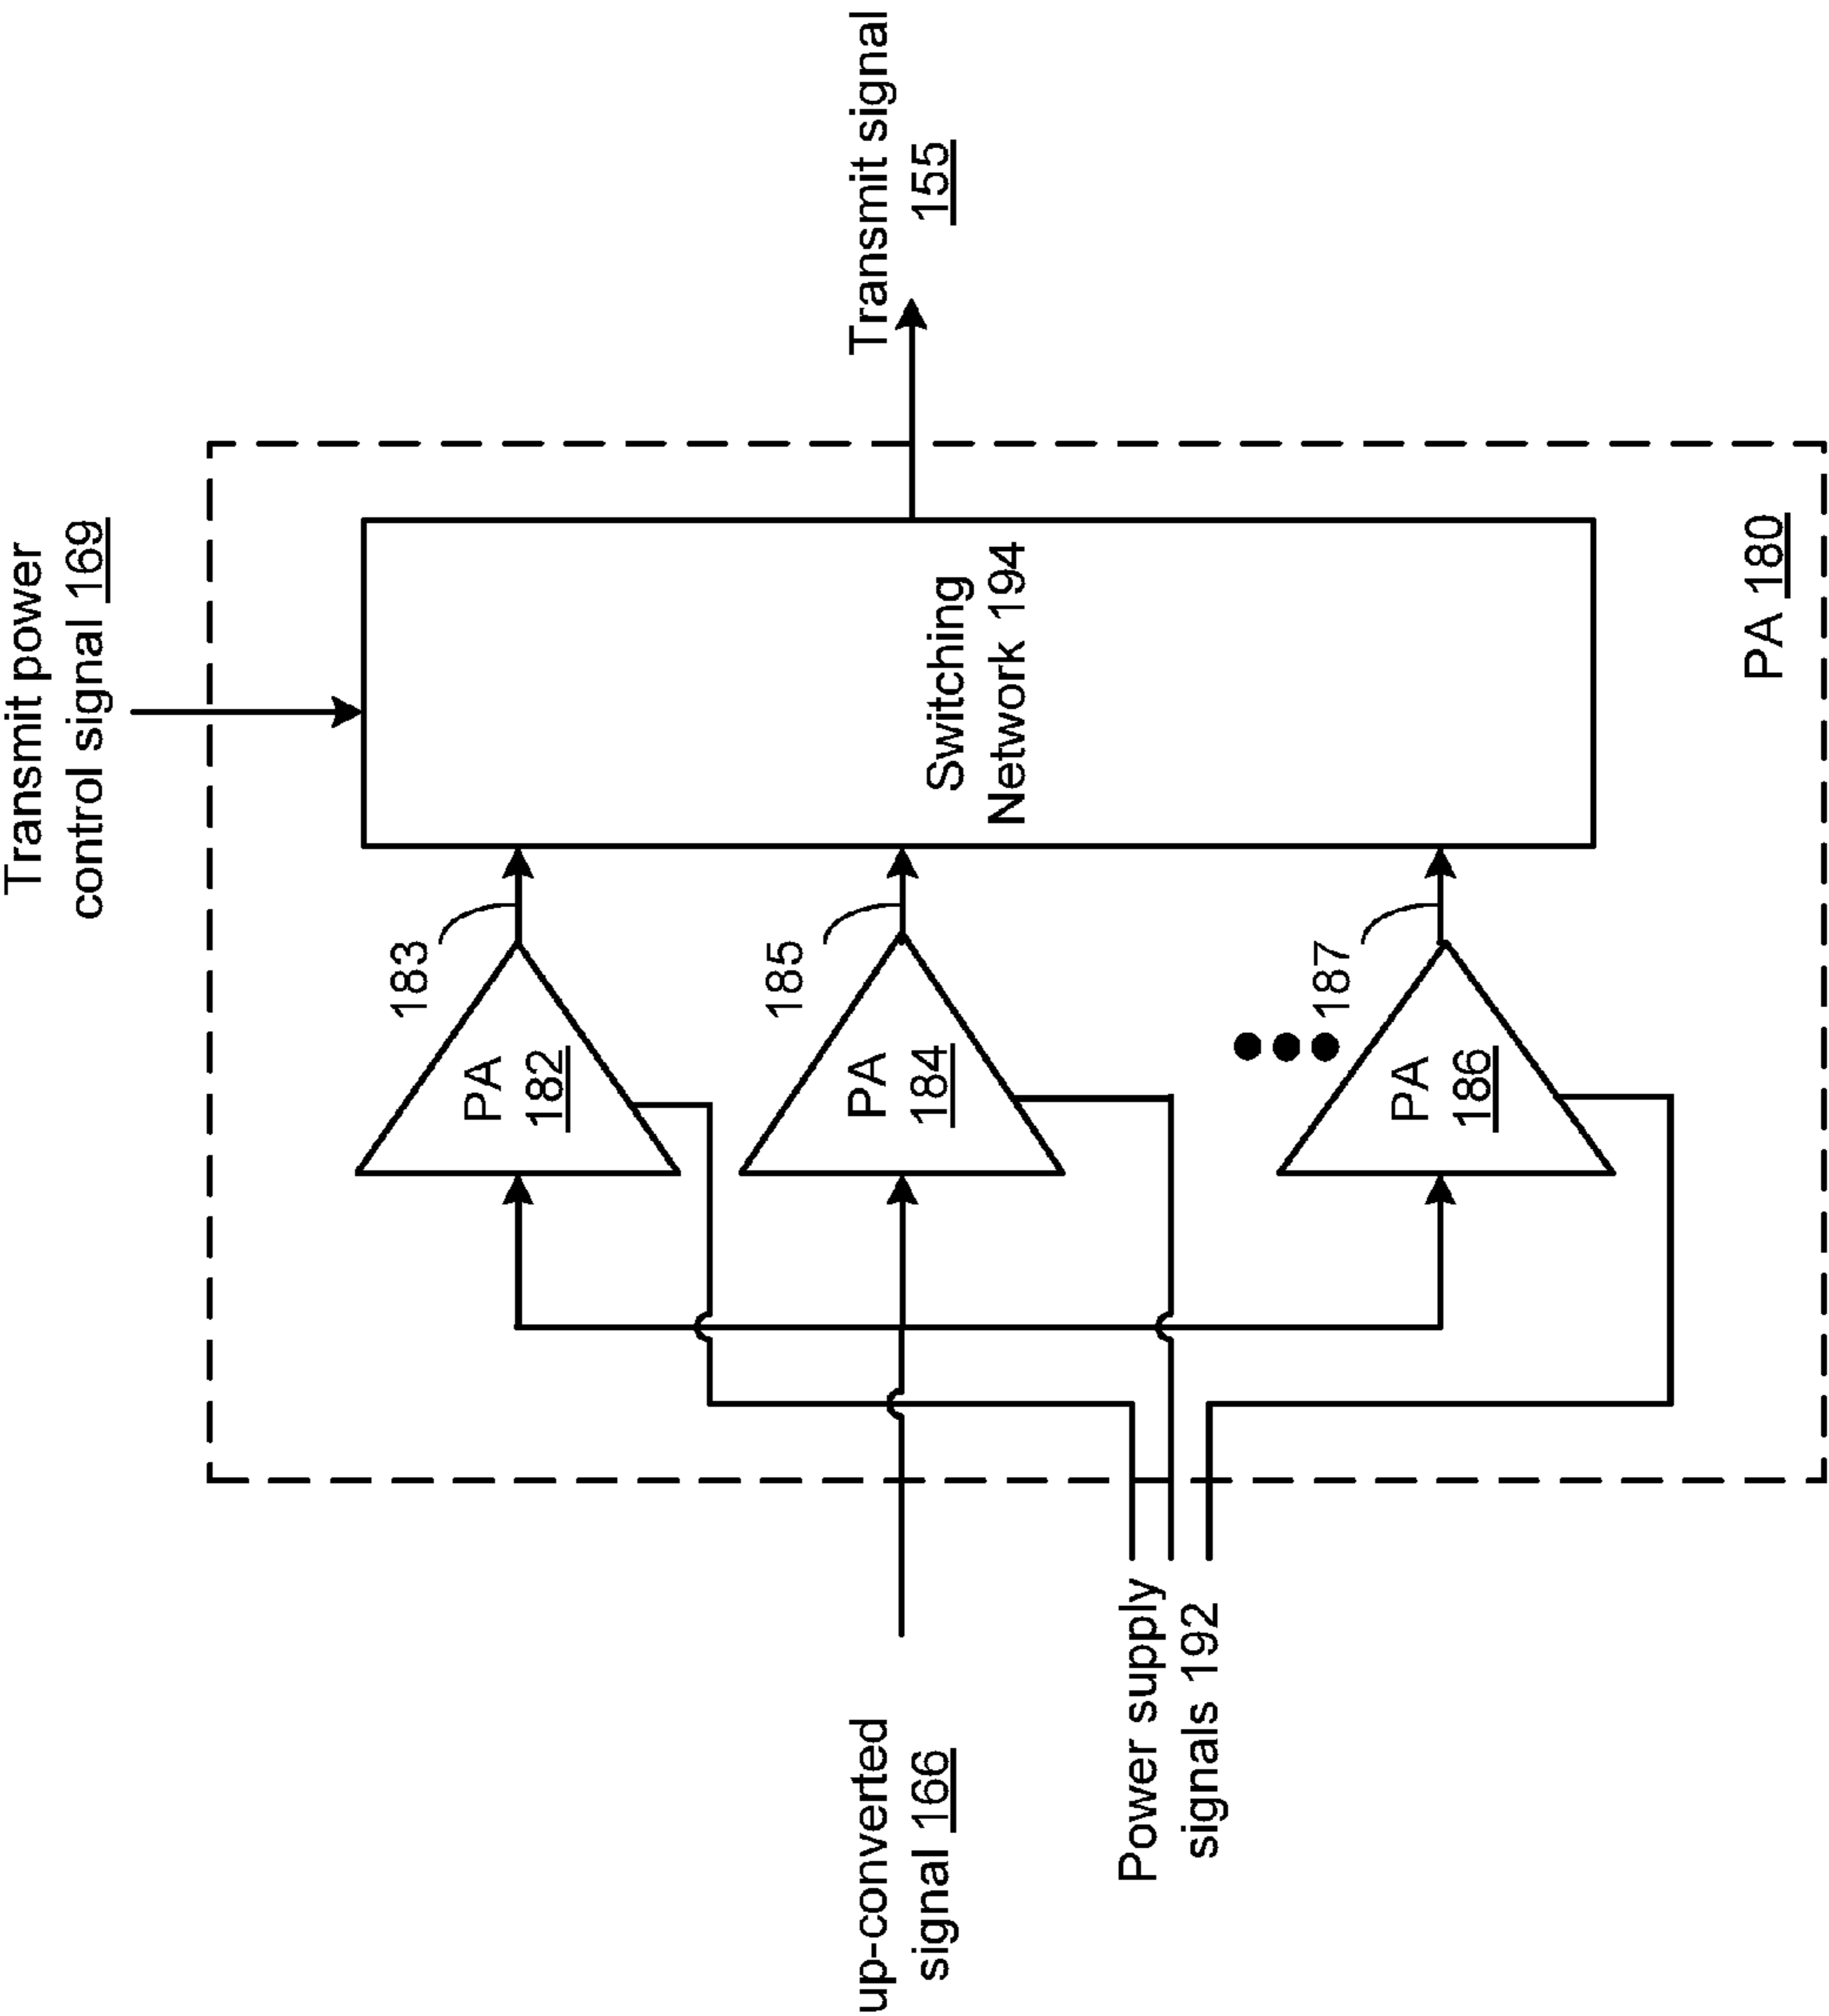 Transmit power
control signal 169
Transmit signal
155
183
PA
182
185
PA
184
187
PA
186
Switching
Network 194
PA 180
up-converted
signal 166
Power supply
signals 192